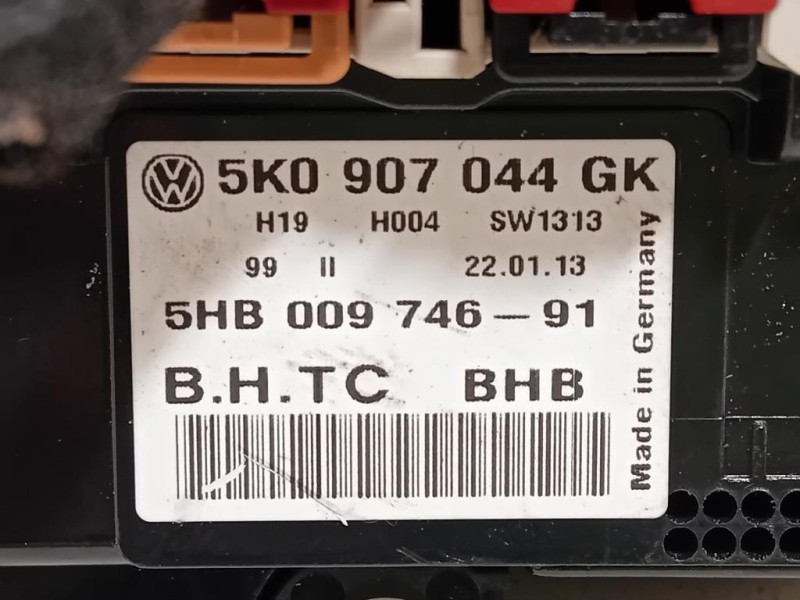 5K0 907 044 GK
H19 H004 SW1313
99 II 22.01.13
5HB 009 746-91
B.H.TC BHB
Made in Germany